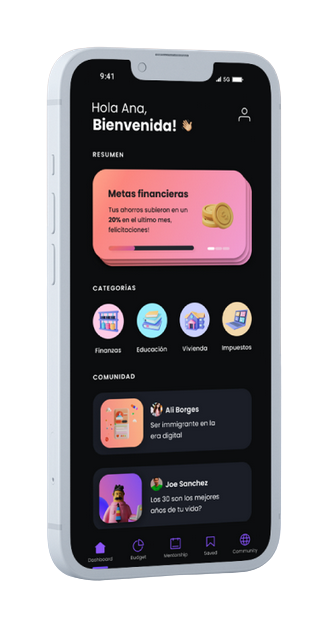 9:41
5G
Hola Ana,
Bienvenida! 👋
RESUMEN
Metas financieras
Tus ahorros subieron en un
20% en el ultimo mes,
felicitaciones!
CATEGORÍAS
Finanzas Educación Vivienda Impuestos
COMUNIDAD
Ali Borges
Ser immigrante en la
era digital
Joe Sanchez
Los 30 son los mejores
años de tu vida?
Dashboard Budget Mentorship Saved Community